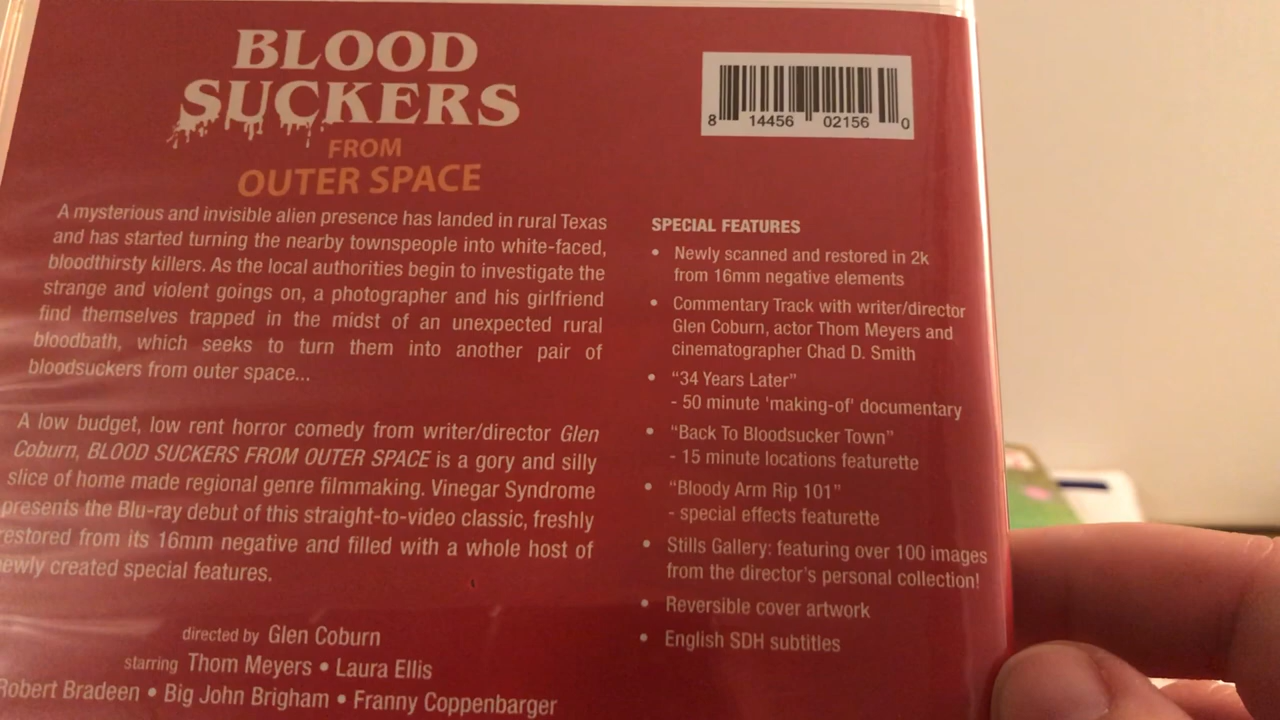 BLOOD
SUCKERS
FROM
OUTER SPACE
8 14456 02156 0
A mysterious and invisible alien presence has landed in rural Texas
and has started turning the nearby townspeople into white-faced,
bloodthirsty killers. As the local authorities begin to investigate the
strange and violent goings on, a photographer and his girlfriend
find themselves trapped in the midst of an unexpected rural
bloodbath, which seeks to turn them into another pair of
bloodsuckers from outer space...
A low budget, low rent horror comedy from writer/director Glen
Coburn, BLOOD SUCKERS FROM OUTER SPACE is a gory and silly
slice of home made regional genre filmmaking. Vinegar Syndrome
presents the Blu-ray debut of this straight-to-video classic, freshly
restored from its 16mm negative and filled with a whole host of
ewly created special features.
directed by Glen Coburn
starring Thom Meyers • Laura Ellis
Robert Bradeen • Big John Brigham • Franny Coppenbarger
SPECIAL FEATURES
• Newly scanned and restored in 2k
from 16mm negative elements
• Commentary Track with writer/director
Glen Coburn, actor Thom Meyers and
cinematographer Chad D. Smith
• "34 Years Later"
- 50 minute 'making-of' documentary
• "Back To Bloodsucker Town"
- 15 minute locations featurette
• "Bloody Arm Rip 101"
- special effects featurette
• Stills Gallery: featuring over 100 images
from the director's personal collection!
• Reversible cover artwork
• English SDH subtitles